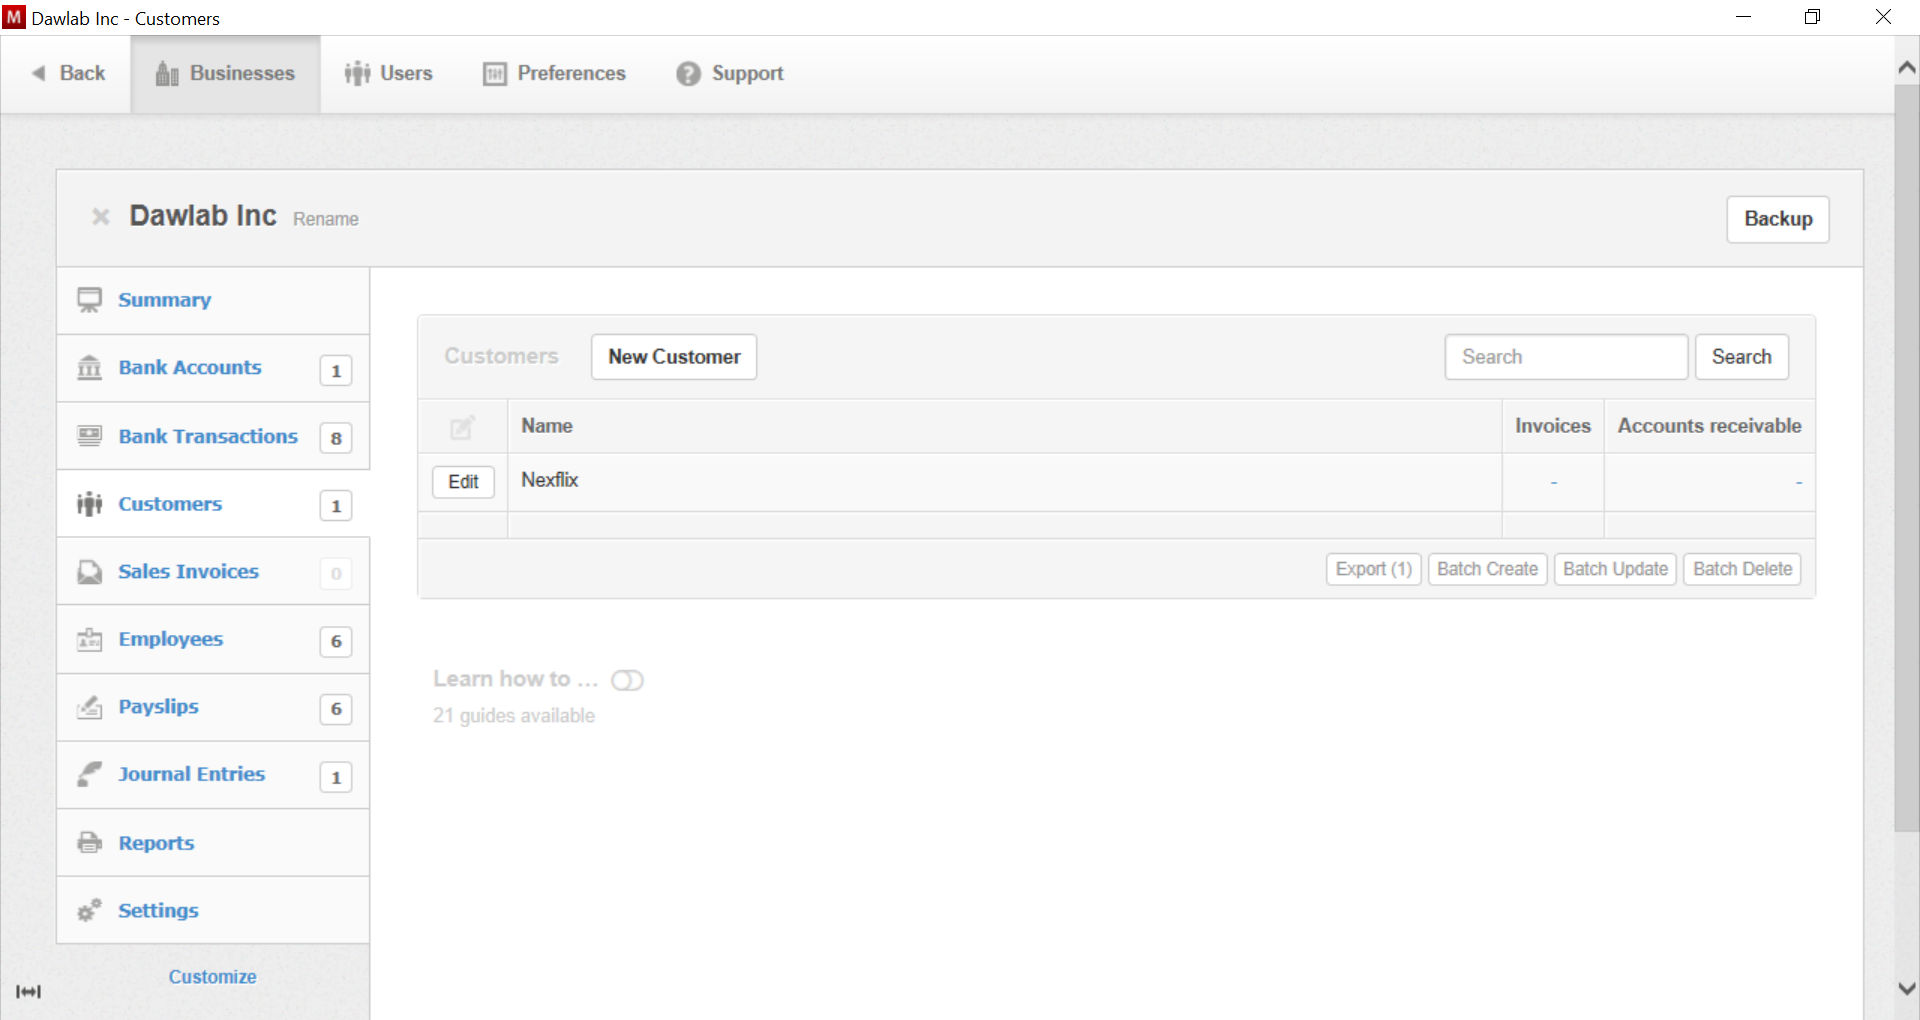 Dawlab Inc - Customers
Back
Businesses
Users
Preferences
Support
Dawlab Inc Rename
Backup
Summary
Bank Accounts 1
Bank Transactions 8
Customers 1
Sales Invoices 0
Employees 6
Payslips 6
Journal Entries 1
Reports
Settings
Customize
Customers
New Customer
Search
Search
Name
Invoices
Accounts receivable
Edit
Nexflix
-
-
Export (1)
Batch Create
Batch Update
Batch Delete
Learn how to ...
21 guides available